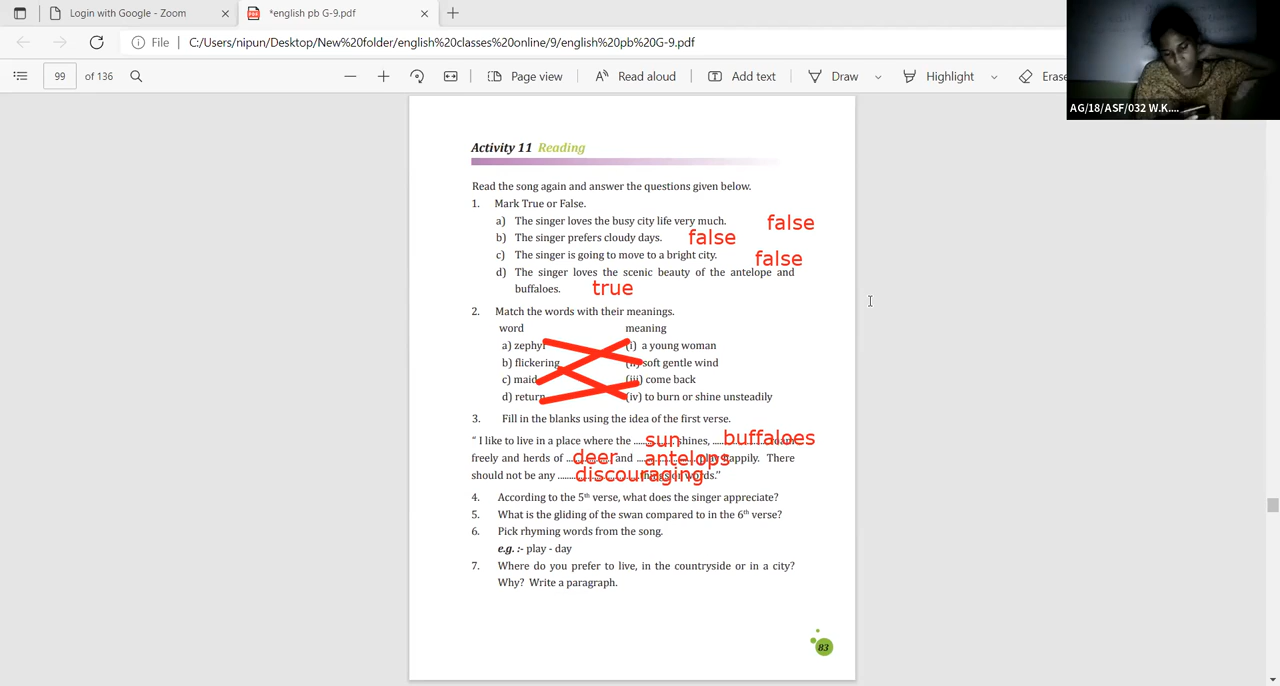 Login with Google - Zoom
*english pb G-9.pdf
File
C:/Users/nipun/Desktop/New%20folder/english%20classes%20online/9/english%20pb%20G-9.pdf
99 of 136
Page view
Read aloud
Add text
Draw
Highlight
Erase
AG/18/ASF/032 W.K....
Activity 11 Reading
Read the song again and answer the questions given below.
1. Mark True or False.
a) The singer loves the busy city life very much. false
b) The singer prefers cloudy days. false
c) The singer is going to move to a bright city. false
d) The singer loves the scenic beauty of the antelope and
buffaloes. true
2. Match the words with their meanings.
word meaning
a) zephyr (i) a young woman
b) flickering (ii) soft gentle wind
c) maid (iii) come back
d) return (iv) to burn or shine unsteadily
3. Fill in the blanks using the idea of the first verse.
“ I like to live in a place where the sun shines, buffaloes roam
freely and herds of deer and antelops play happily. There
should not be any discouraging things or words.”
4. According to the 5th verse, what does the singer appreciate?
5. What is the gliding of the swan compared to in the 6th verse?
6. Pick rhyming words from the song.
e.g. :- play - day
7. Where do you prefer to live, in the countryside or in a city?
Why? Write a paragraph.
83